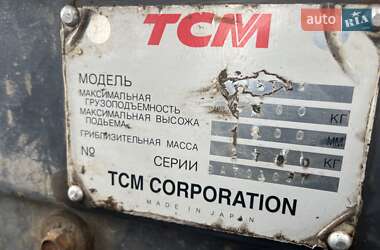 auto RIA
TCM
МОДЕЛЬ
МАКСИМАЛЬНАЯ
ГРУЗОПОДЪЕМНОСТЬ КГ
МАКСИМАЛЬНАЯ ВЫСОТА
ПОДЪЕМА ММ
ПРИБЛИЗИТЕЛЬНАЯ МАССА КГ
№ СЕРИИ
TCM CORPORATION
MADE IN JAPAN